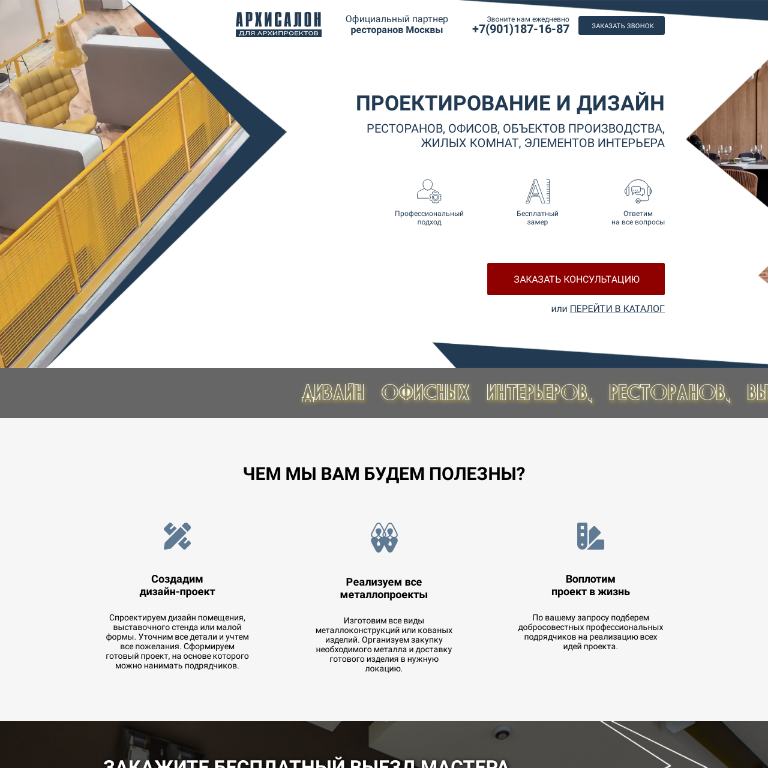 АРХИСАЛОН
ДЛЯ АРХИПРОЕКТОВ
Официальный партнер
ресторанов Москвы
Звоните нам ежедневно
+7(901)187-16-87
ЗАКАЗАТЬ ЗВОНОК
ПРОЕКТИРОВАНИЕ И ДИЗАЙН
РЕСТОРАНОВ, ОФИСОВ, ОБЪЕКТОВ ПРОИЗВОДСТВА,
ЖИЛЫХ КОМНАТ, ЭЛЕМЕНТОВ ИНТЕРЬЕРА
Профессиональный
подход
Бесплатный
замер
Ответим
на все вопросы
ЗАКАЗАТЬ КОНСУЛЬТАЦИЮ
или ПЕРЕЙТИ В КАТАЛОГ
ДИЗАЙН ОФИСНЫХ ИНТЕРЬЕРОВ, РЕСТОРАНОВ, ВЫ
ЧЕМ МЫ ВАМ БУДЕМ ПОЛЕЗНЫ?
Создадим
дизайн-проект
Спроектируем дизайн помещения,
выставочного стенда или малой
формы. Уточним все детали и учтем
все пожелания. Сформируем
готовый проект, на основе которого
можно нанимать подрядчиков.
Реализуем все
металлопроекты
Изготовим все виды
металлоконструкций или кованых
изделий. Организуем закупку
необходимого металла и доставку
готового изделия в нужную
локацию.
Воплотим
проект в жизнь
По вашему запросу подберем
добросовестных профессиональных
подрядчиков на реализацию всех
идей проекта.
ЗАКАЖИТЕ БЕСПЛАТНЫЙ ВЫЕЗД МАСТЕРА